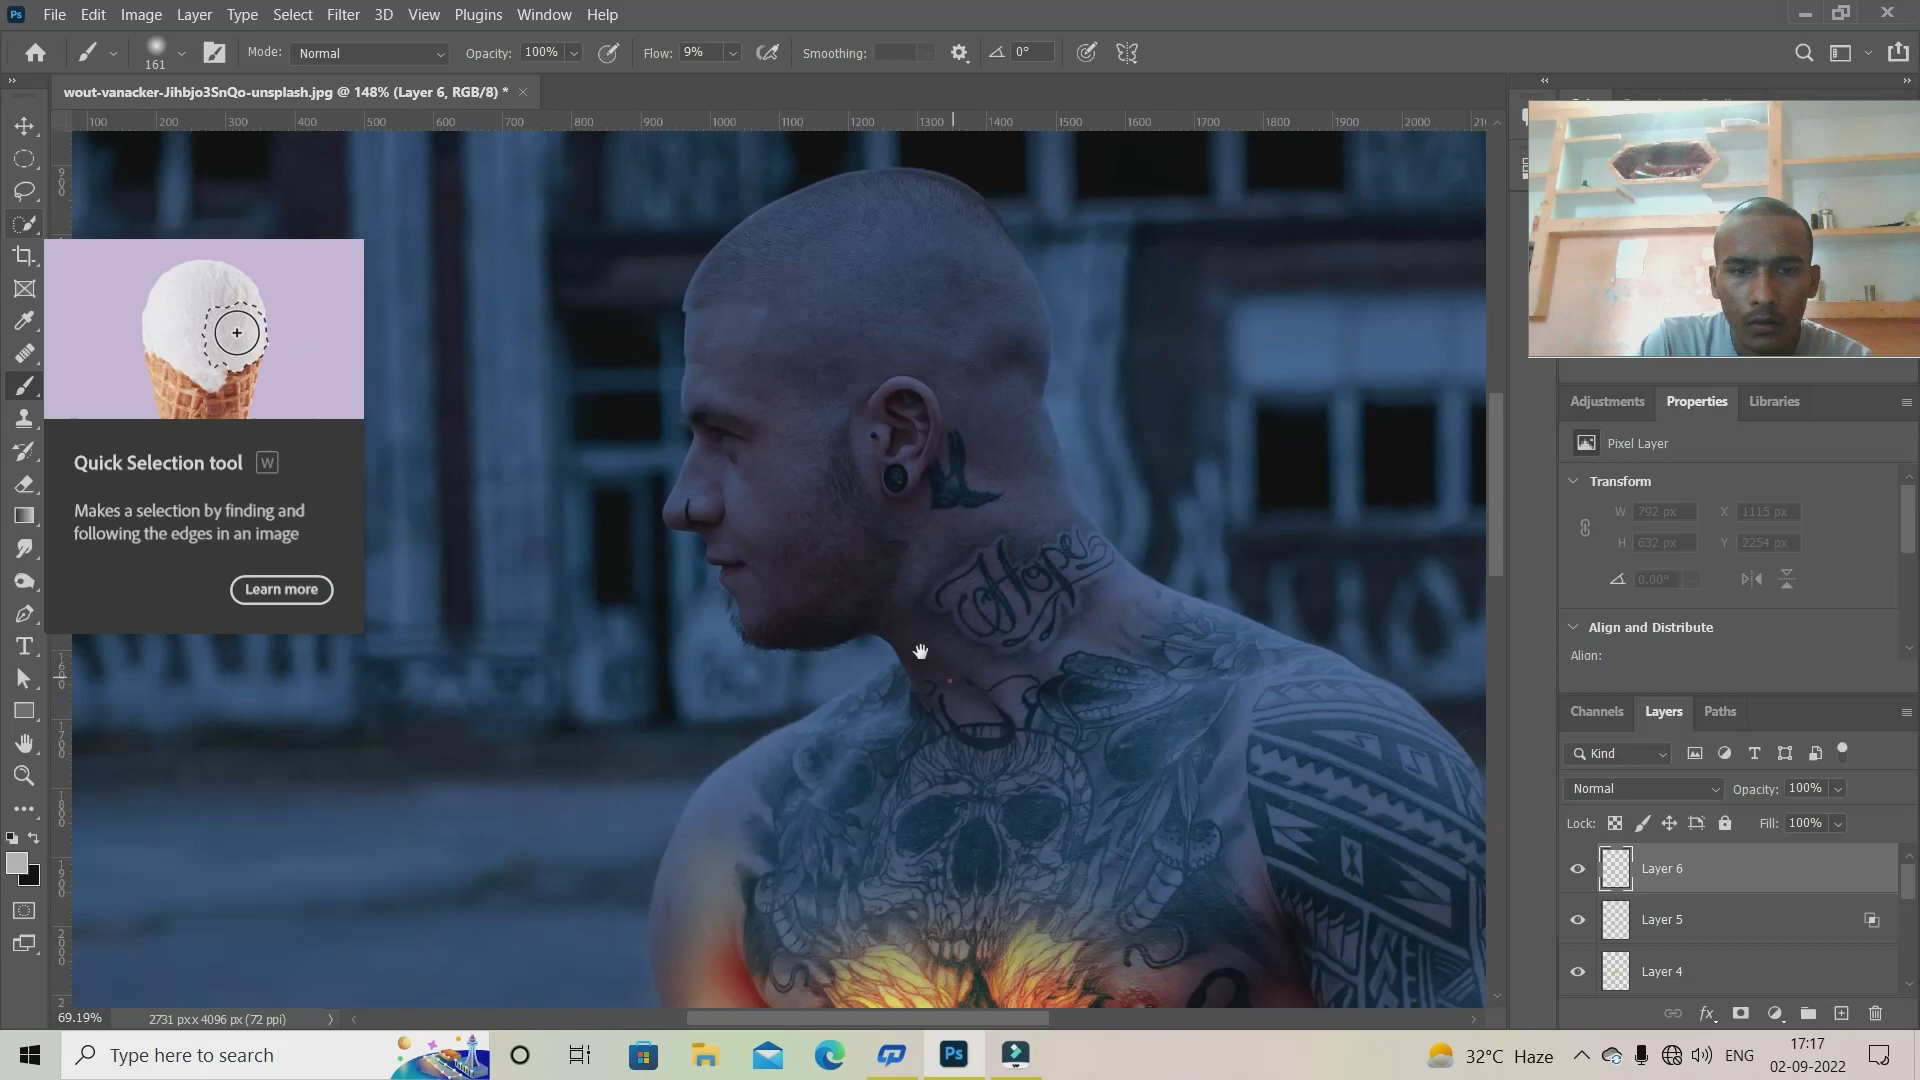 Ps File Edit Image Layer Type Select Filter 3D View Plugins Window Help
161 Mode: Normal Opacity: 100% Flow: 9% Smoothing: 0°
wout-vanacker-Jihbjo3SnQo-unsplash.jpg @ 148% (Layer 6, RGB/8) *
100 200 300 400 500 600 700 800 900 1000 1100 1200 1300 1400 1500 1600 1700 1800 1900 2000
Quick Selection tool W
Makes a selection by finding and
following the edges in an image
Learn more
Hope
Adjustments Properties Libraries
Pixel Layer
Transform
W 792 px X 1115 px
H 632 px Y 2254 px
0.00°
Align and Distribute
Align:
Channels Layers Paths
Kind
Normal Opacity: 100%
Lock: Fill: 100%
Layer 6
Layer 5
Layer 4
fx
69.19% 2731 px x 4096 px (72 ppi)
Type here to search
Ps
32°C Haze
ENG
17:17
02-09-2022